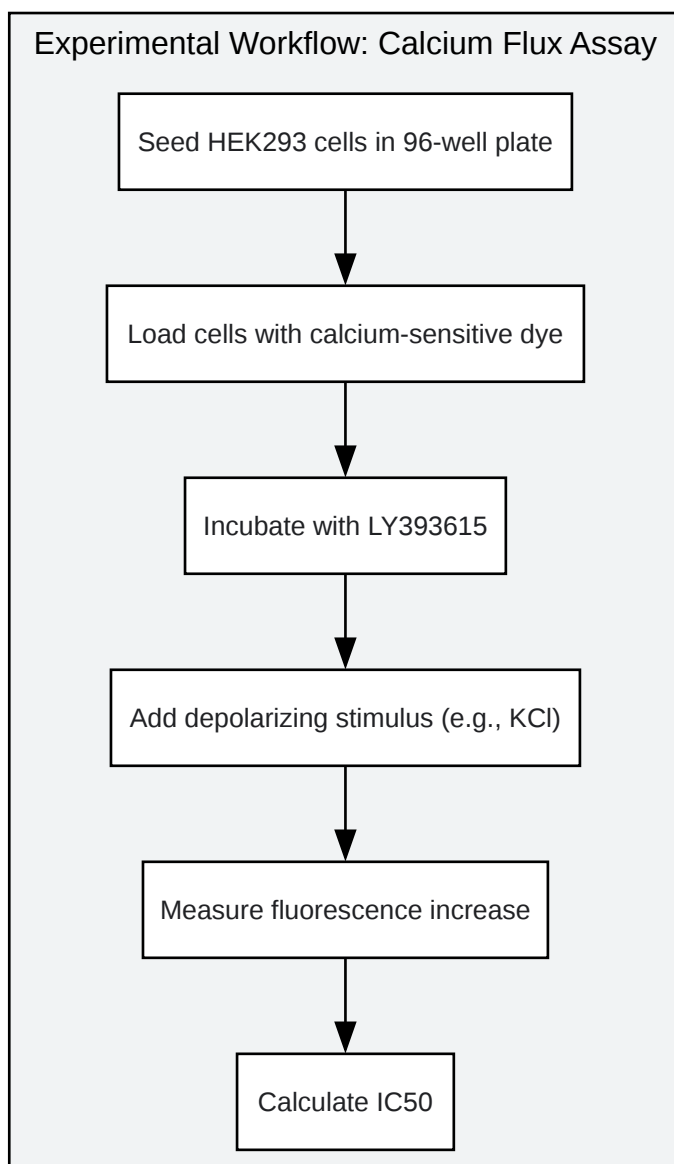 Experimental Workflow: Calcium Flux Assay
Seed HEK293 cells in 96-well plate
Load cells with calcium-sensitive dye
Incubate with LY393615
Add depolarizing stimulus (e.g., KCl)
Measure fluorescence increase
Calculate IC50